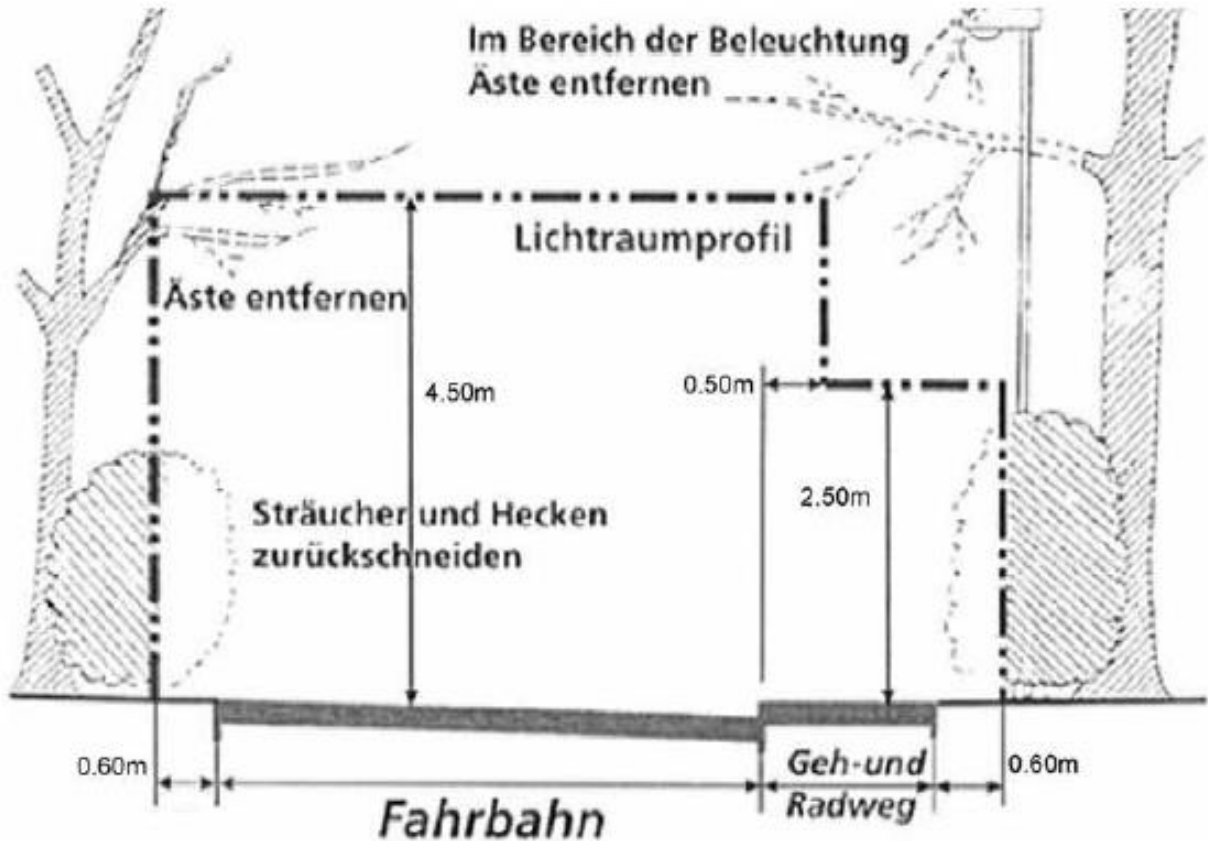 Im Bereich der Beleuchtung
Äste entfernen
Lichtraumprofil
Äste entfernen
4.50m
0.50m
2.50m
Sträucher und Hecken
zurückschneiden
0.60m
Fahrbahn
Geh-und
Radweg
0.60m